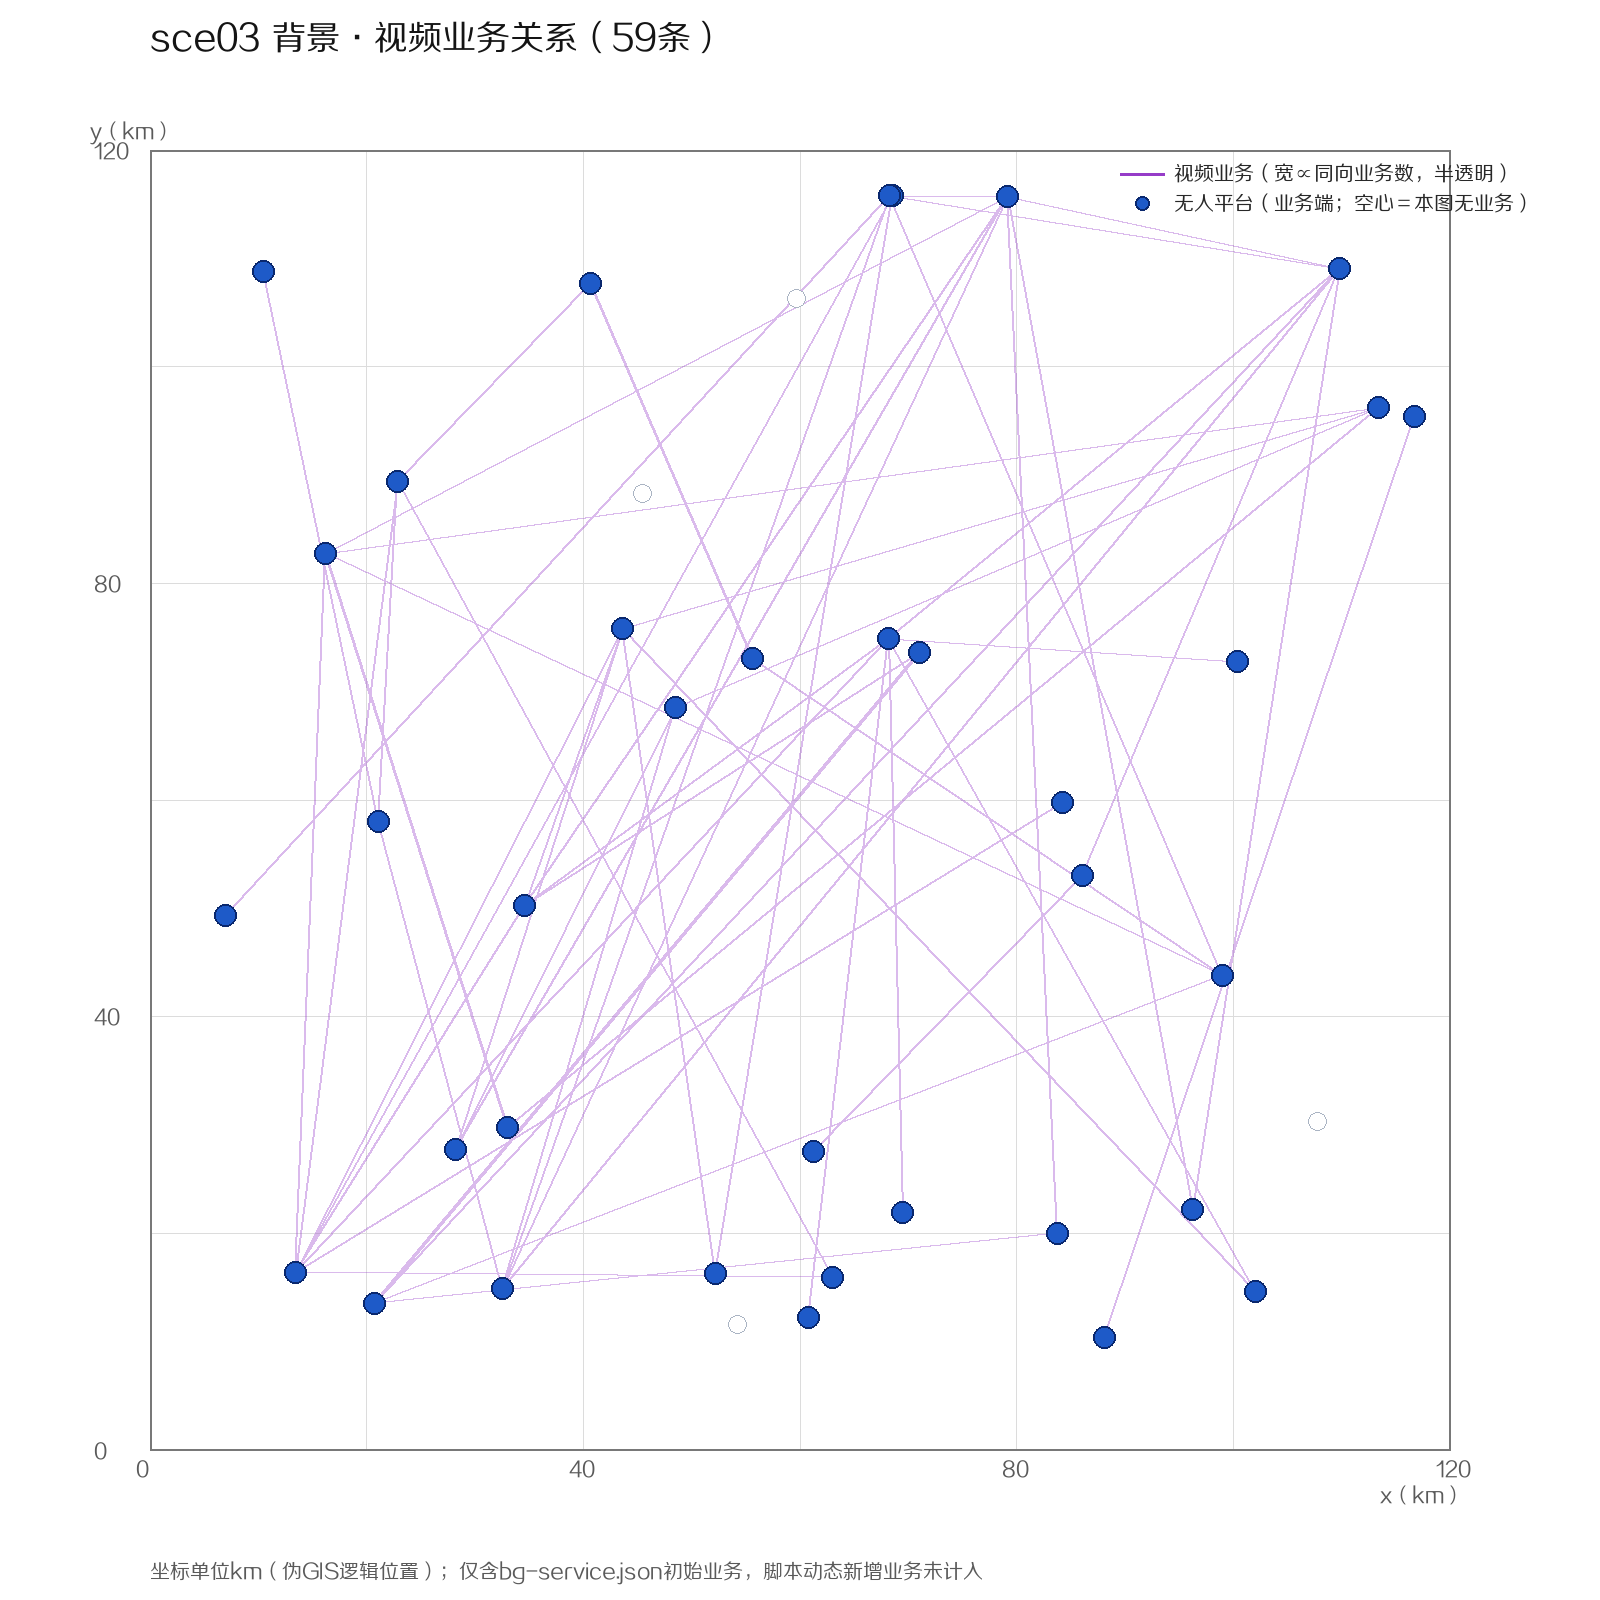 sce03 背景·视频业务关系（59条）
y（km）
120
视频业务（宽∝同向业务数，半透明）
无人平台（业务端；空心＝本图无业务）
80
40
0
0 40 80 120
x（km）
坐标单位km（伪GIS逻辑位置）；仅含bg-service.json初始业务，脚本动态新增业务未计入